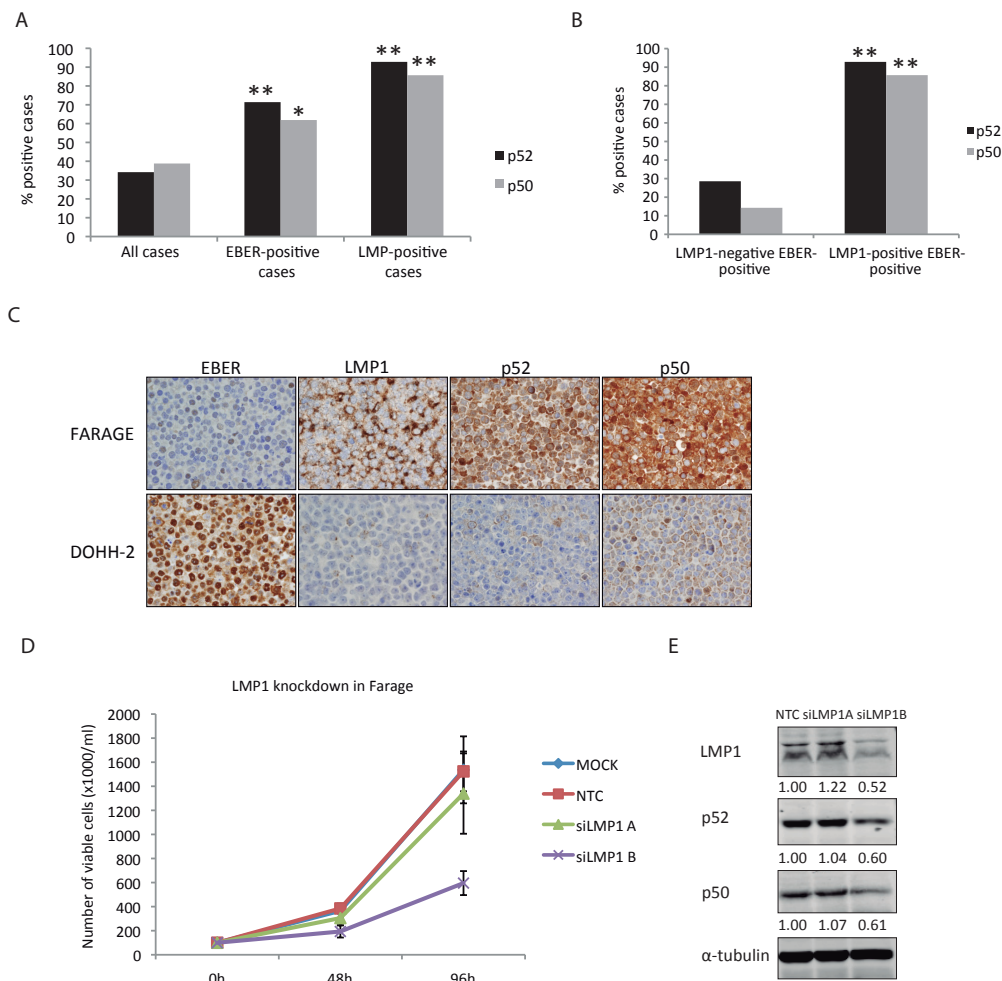 A
100
90
80
70
60
50
40
30
20
10
0
% positive cases
** * ** **
All cases EBER-positive cases LMP-positive cases
p52
p50
B
100
90
80
70
60
50
40
30
20
10
0
% positive cases
** **
LMP1-negative EBER-positive LMP1-positive EBER-positive
p52
p50
C
EBER LMP1 p52 p50
FARAGE
DOHH-2
D
LMP1 knockdown in Farage
2000
1800
1600
1400
1200
1000
800
600
400
200
0
Number of viable cells (x1000/ml)
0h 48h 96h
MOCK
NTC
siLMP1 A
siLMP1 B
E
NTC siLMP1A siLMP1B
LMP1
1.00 1.22 0.52
p52
1.00 1.04 0.60
p50
1.00 1.07 0.61
α-tubulin